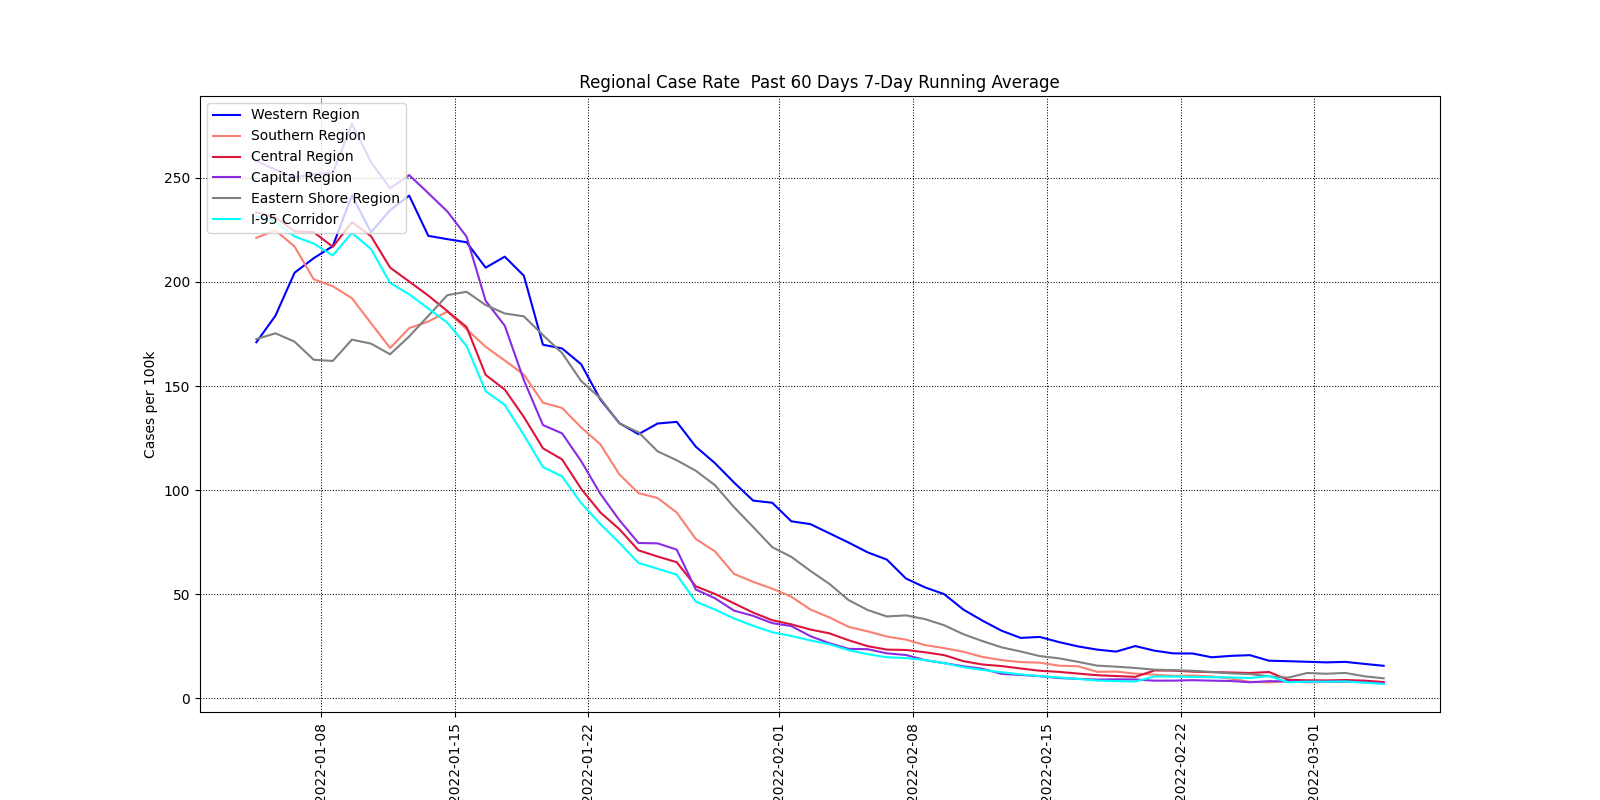 Regional Case Rate  Past 60 Days 7-Day Running Average
Western Region
Southern Region
Central Region
Capital Region
Eastern Shore Region
I-95 Corridor
Cases per 100k
250
200
150
100
50
0
2022-01-08
2022-01-15
2022-01-22
2022-02-01
2022-02-08
2022-02-15
2022-02-22
2022-03-01